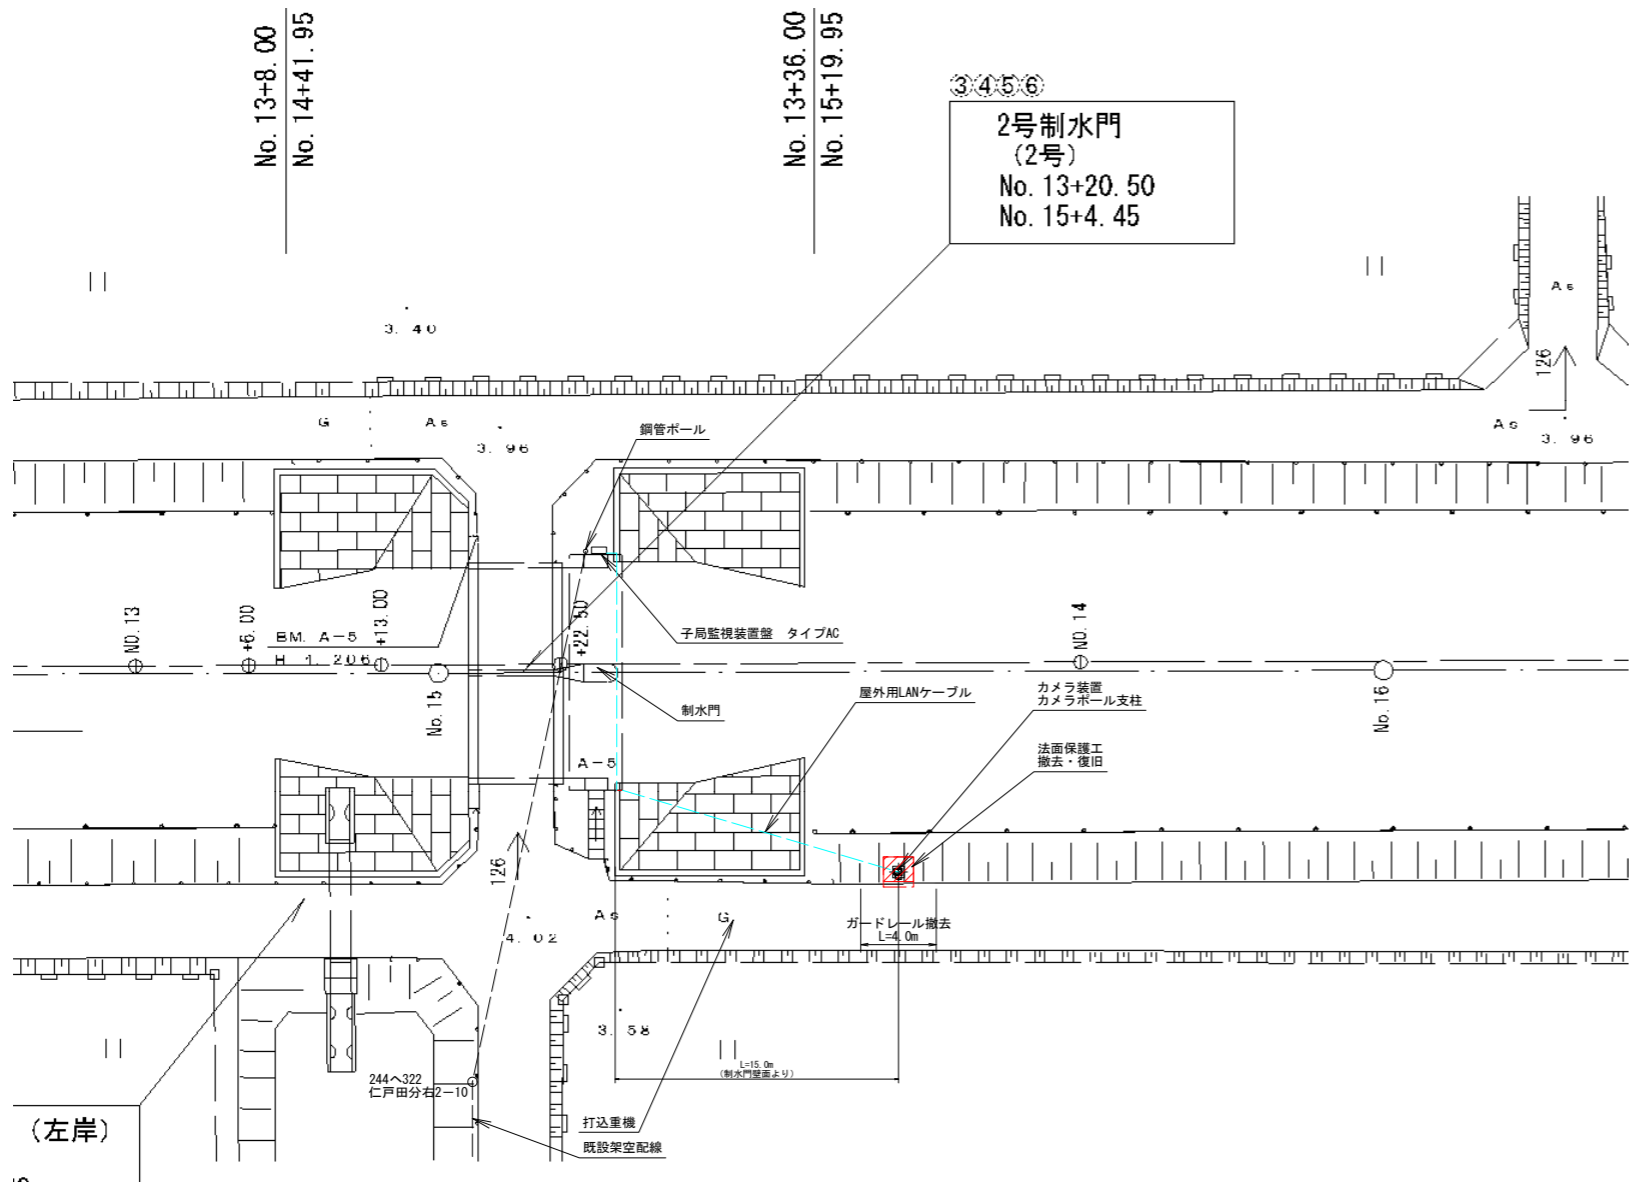 No.13+8.00
No.14+41.95
No.13+36.00
No.15+19.95
③④⑤⑥
2号制水門
(2号)
No.13+20.50
No.15+4.45
3.40
As
126
As
3.96
G
As
3.96
鋼管ポール
NO.13
+6.00
+13.00
BM. A-5
H 1.206
+22.50
子局監視装置盤 タイプAC
NO.14
No.15
制水門
屋外用LANケーブル
カメラ装置
カメラポール支柱
No.16
法面保護工
撤去・復旧
A-5
126
As
G
4.02
ガードレール撤去
L=4.0m
3.58
L=15.0m
(制水門壁面より)
244へ322
仁戸田分右2-10
打込重機
既設架空配線
(左岸)